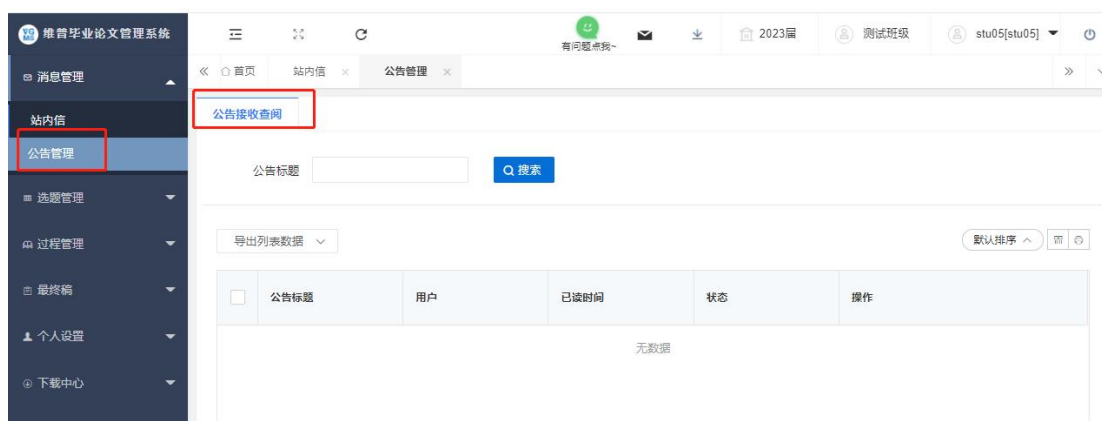 维普毕业论文管理系统
有问题点我~
2023届
测试班级
stu05[stu05]
消息管理
站内信
公告管理
选题管理
过程管理
最终稿
个人设置
下载中心
首页
站内信
公告管理
公告接收查阅
公告标题
搜索
导出列表数据
默认排序
公告标题 用户 已读时间 状态 操作
无数据